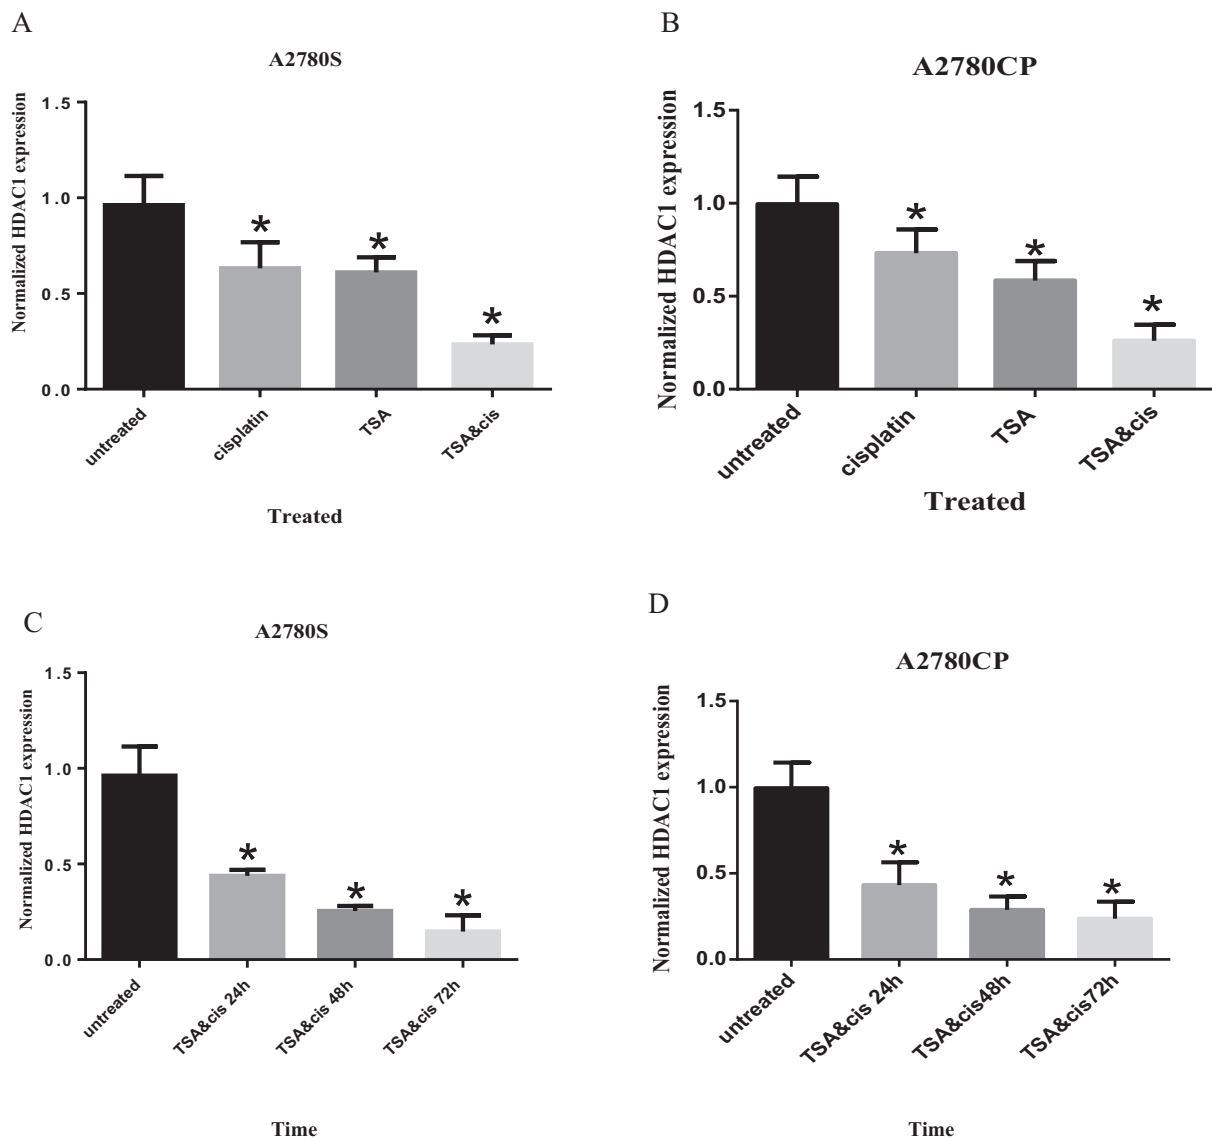 A
A2780S
Normalized HDAC1 expression
1.5
1.0
0.5
0.0
*
*
*
untreated
cisplatin
TSA
TSA&cis
Treated
B
A2780CP
Normalized HDAC1 expression
1.5
1.0
0.5
0.0
*
*
*
untreated
cisplatin
TSA
TSA&cis
Treated
C
A2780S
Normalized HDAC1 expression
1.5
1.0
0.5
0.0
*
*
*
untreated
TSA&cis 24h
TSA&cis 48h
TSA&cis 72h
Time
D
A2780CP
Normalized HDAC1 expression
1.5
1.0
0.5
0.0
*
*
*
untreated
TSA&cis 24h
TSA&cis48h
TSA&cis72h
Time